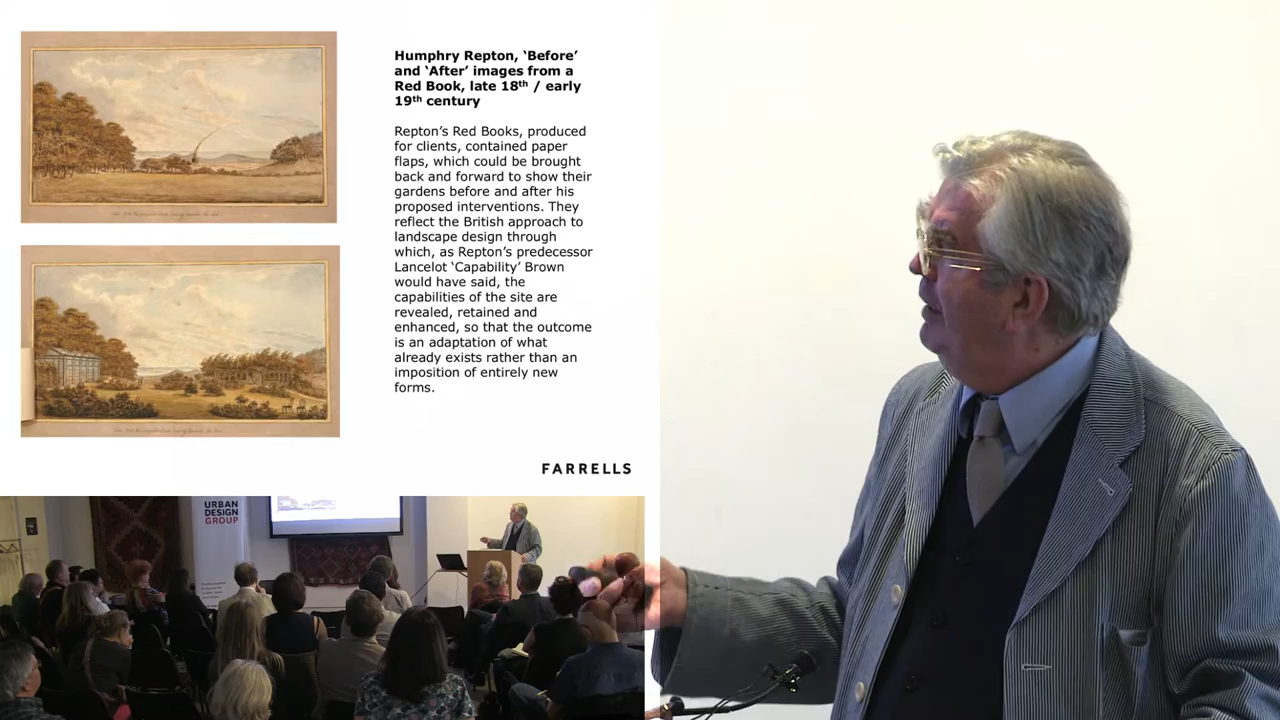 Humphry Repton, ‘Before’
and ‘After’ images from a
Red Book, late 18th / early
19th century
Repton’s Red Books, produced
for clients, contained paper
flaps, which could be brought
back and forward to show their
gardens before and after his
proposed interventions. They
reflect the British approach to
landscape design through
which, as Repton’s predecessor
Lancelot ‘Capability’ Brown
would have said, the
capabilities of the site are
revealed, retained and
enhanced, so that the outcome
is an adaptation of what
already exists rather than an
imposition of entirely new
forms.
FARRELLS
URBAN
DESIGN
GROUP